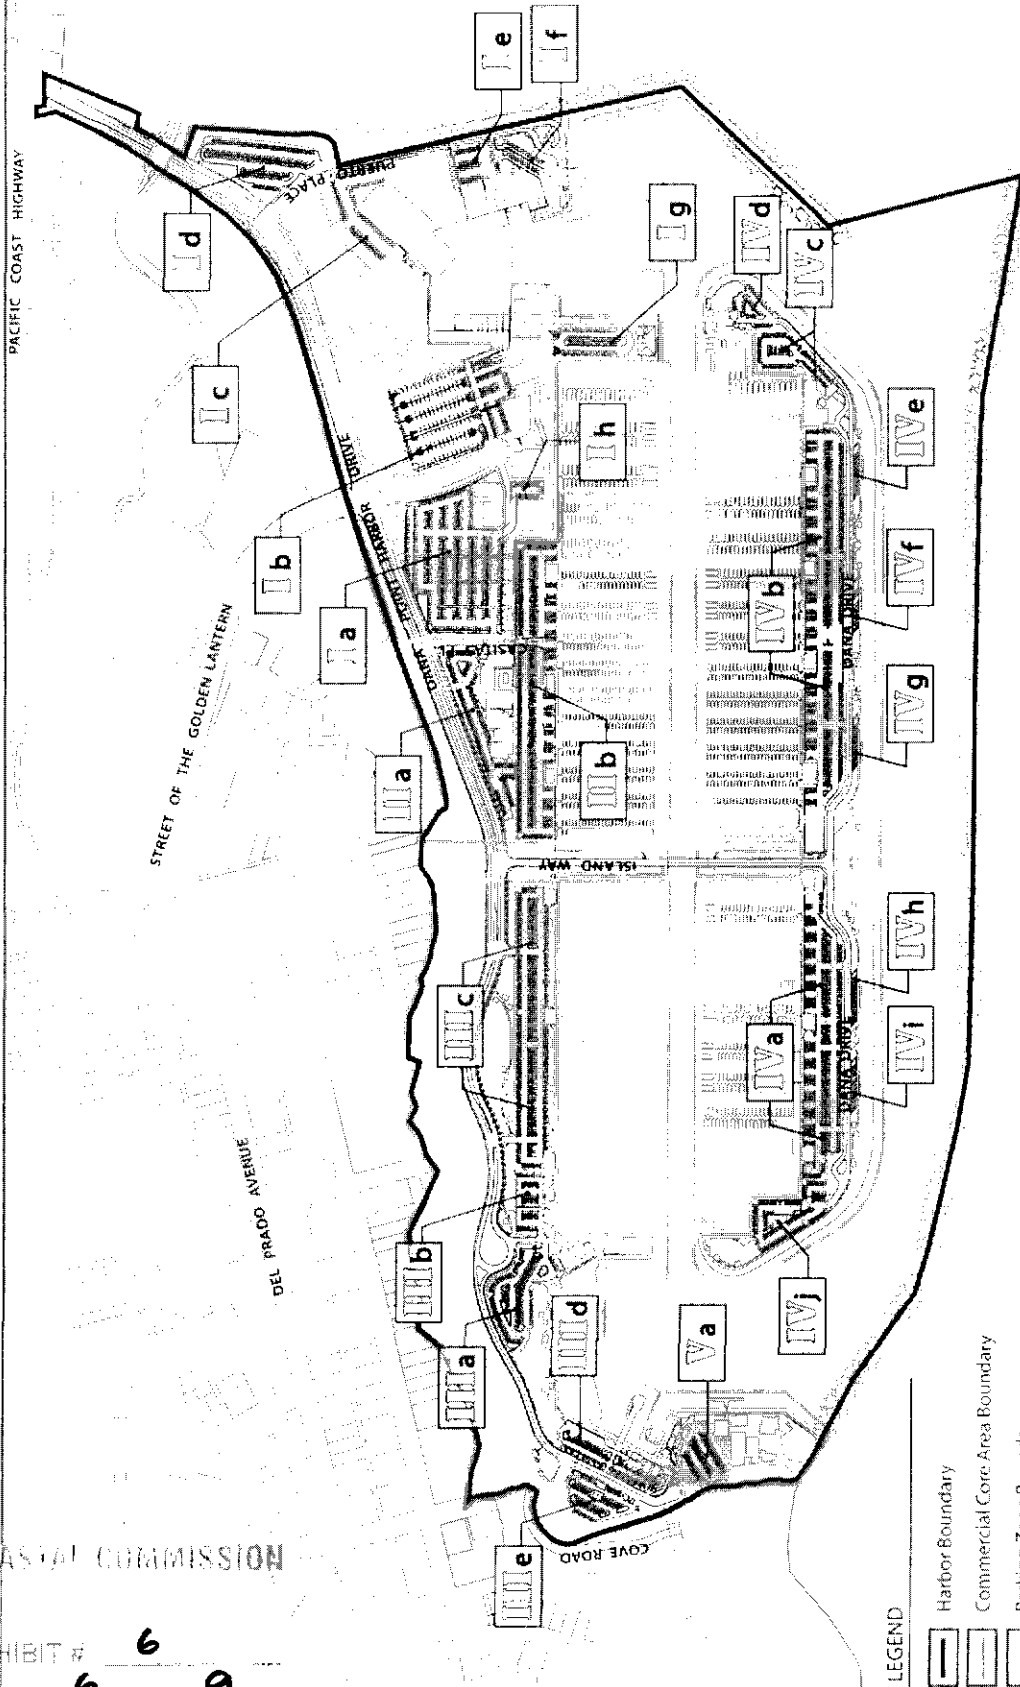 PACIFIC COAST HIGHWAY
STREET OF THE GOLDEN LANTERN
DEL PRADO AVENUE
PUERTO PLACE
DANA POINT HARBOR DRIVE
CASITAS PL
ISLAND WAY
DANA DRIVE
DANA DRIVE
COVE ROAD
I d
I c
I b
I a
I e
I f
I g
I h
II a
II b
II c
III b
III a
III d
III e
IV d
IV c
IV e
IV b
IV f
IV g
IV a
IV h
IV i
IV j
V a
COMMISSION
6
6
9
LEGEND
Harbor Boundary
Commercial Core Area Boundary